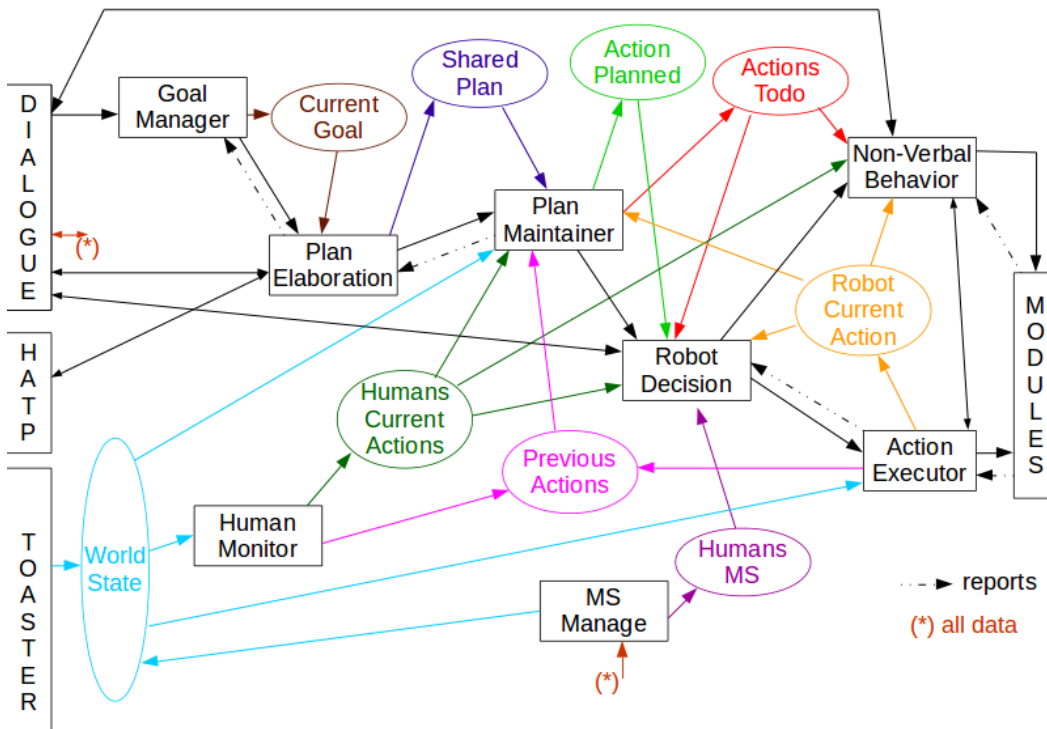 DIALOGUE
Goal
Manager
Current
Goal
Shared
Plan
Action
Planned
Actions
Todo
Non-Verbal
Behavior
(*)
Plan
Elaboration
Plan
Maintainer
Robot
Current
Action
MODULES
HATP
Humans
Current
Actions
Robot
Decision
Previous
Actions
Action
Executor
TOASTER
World
State
Human
Monitor
Humans
MS
MS
Manage
(*)
reports
(*) all data